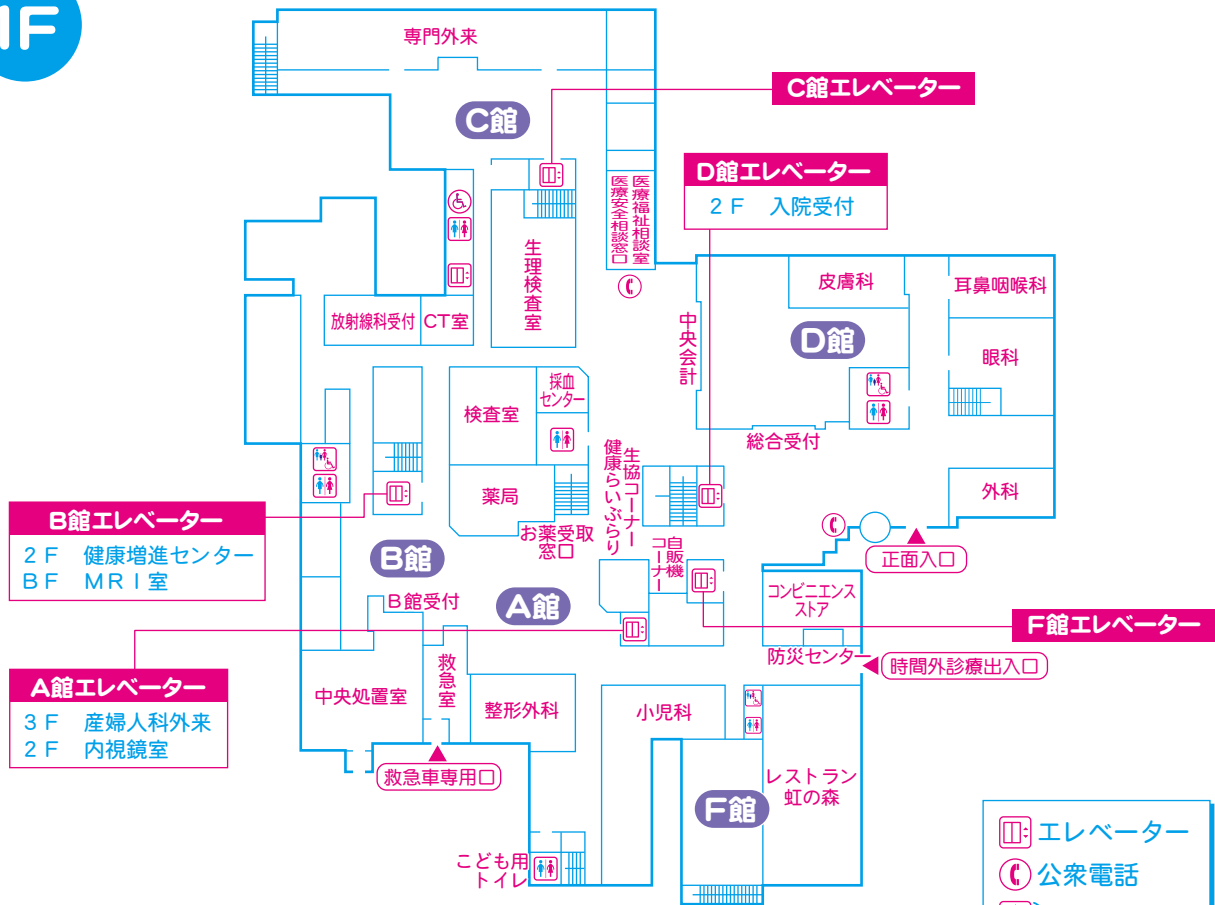 1F
専門外来
C館エレベーター
C館
D館エレベーター
2F 入院受付
医療福祉相談室
医療安全相談窓口
生理検査室
皮膚科
耳鼻咽喉科
放射線科受付
CT室
中央会計
D館
眼科
採血
センター
検査室
総合受付
生協コーナー
健康らいぶらり
薬局
外科
B館エレベーター
2F 健康増進センター
BF MRI室
お薬受取
窓口
自販機
コーナー
正面入口
B館
コンビニエンス
ストア
B館受付
A館
F館エレベーター
防災センター
時間外診療出入口
A館エレベーター
3F 産婦人科外来
2F 内視鏡室
救急室
中央処置室
整形外科
小児科
救急車専用口
レストラン
虹の森
F館
こども用
トイレ
エレベーター
公衆電話